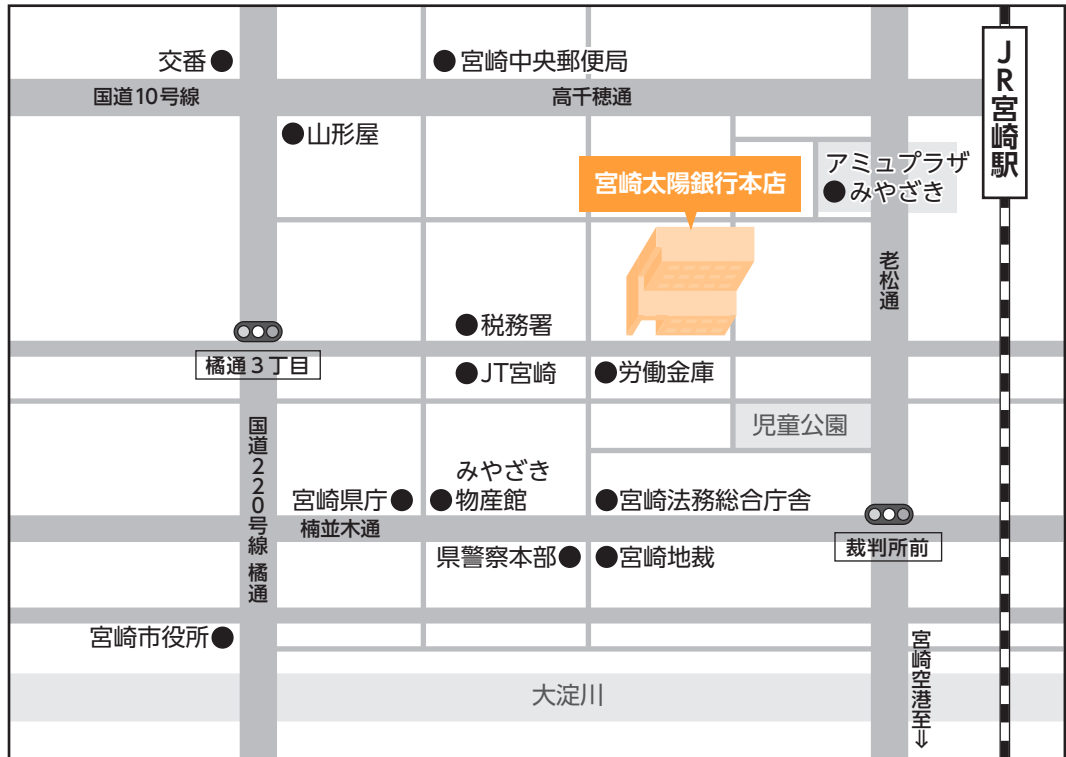 交番
宮崎中央郵便局
JR宮崎駅
国道10号線
高千穂通
山形屋
アミュプラザ
みやざき
宮崎太陽銀行本店
老松通
税務署
橘通3丁目
JT宮崎
労働金庫
児童公園
国道220号線 橘通
みやざき
物産館
宮崎県庁
宮崎法務総合庁舎
楠並木通
裁判所前
県警察本部
宮崎地裁
宮崎市役所
宮崎空港至⇓
大淀川